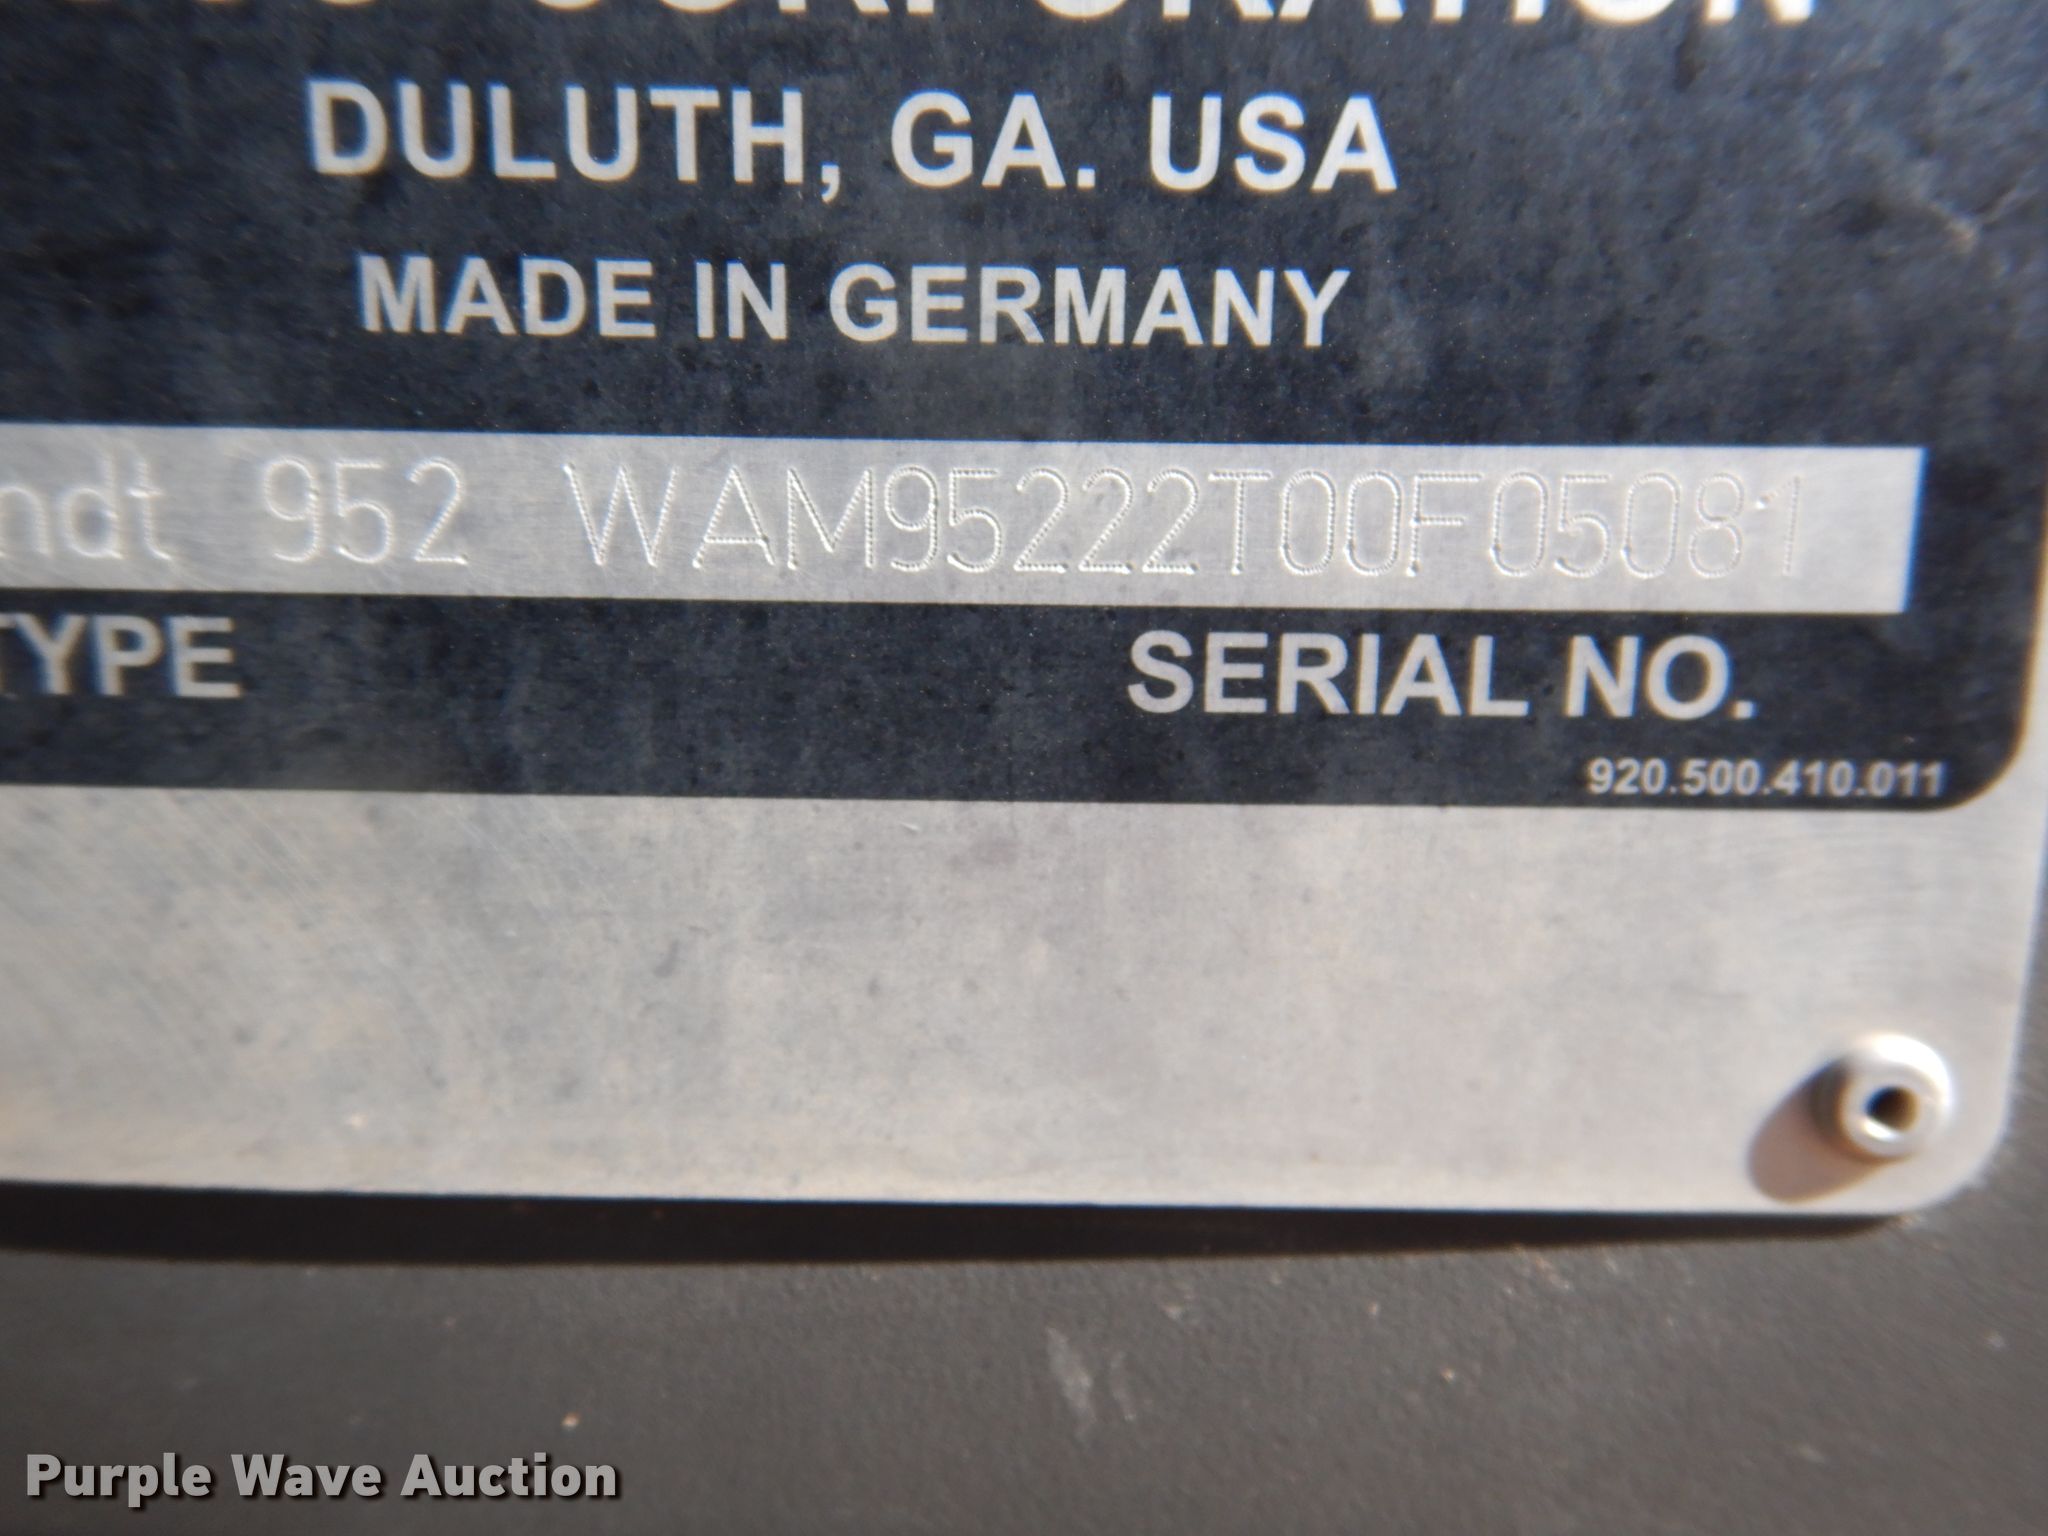 CORPORATION
DULUTH, GA. USA
MADE IN GERMANY
ndt 952 WAM95222T00F05081
TYPE SERIAL NO.
920.500.410.011
Purple Wave Auction